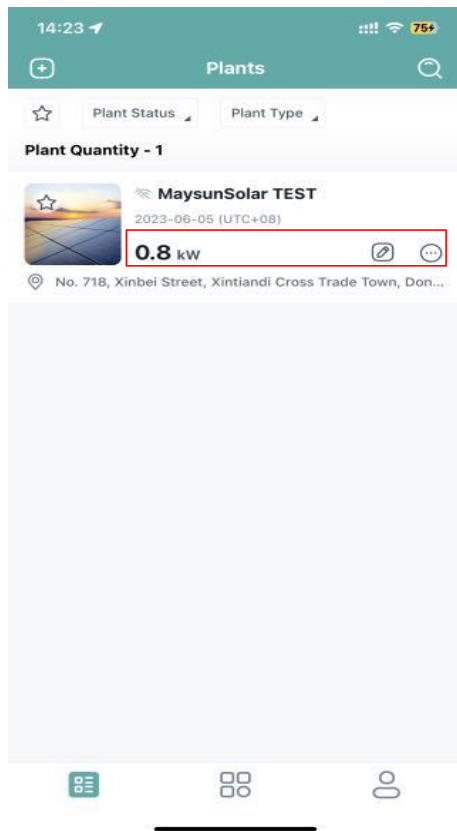 14:23
75
Plants
Plant Status
Plant Type
Plant Quantity - 1
MaysunSolar TEST
2023-06-05 (UTC+08)
0.8 kW
No. 718, Xinbei Street, Xintiandi Cross Trade Town, Don...